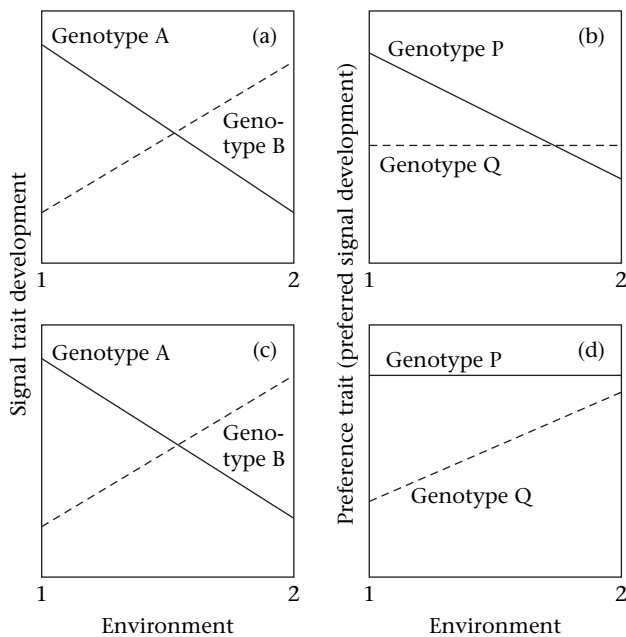 Genotype A
(a)
Geno-
type B
1
2
Genotype P
(b)
Genotype Q
1
2
Signal trait development
Preference trait (preferred signal development)
Genotype A
(c)
Geno-
type B
1
2
Environment
Genotype P
(d)
Genotype Q
1
2
Environment